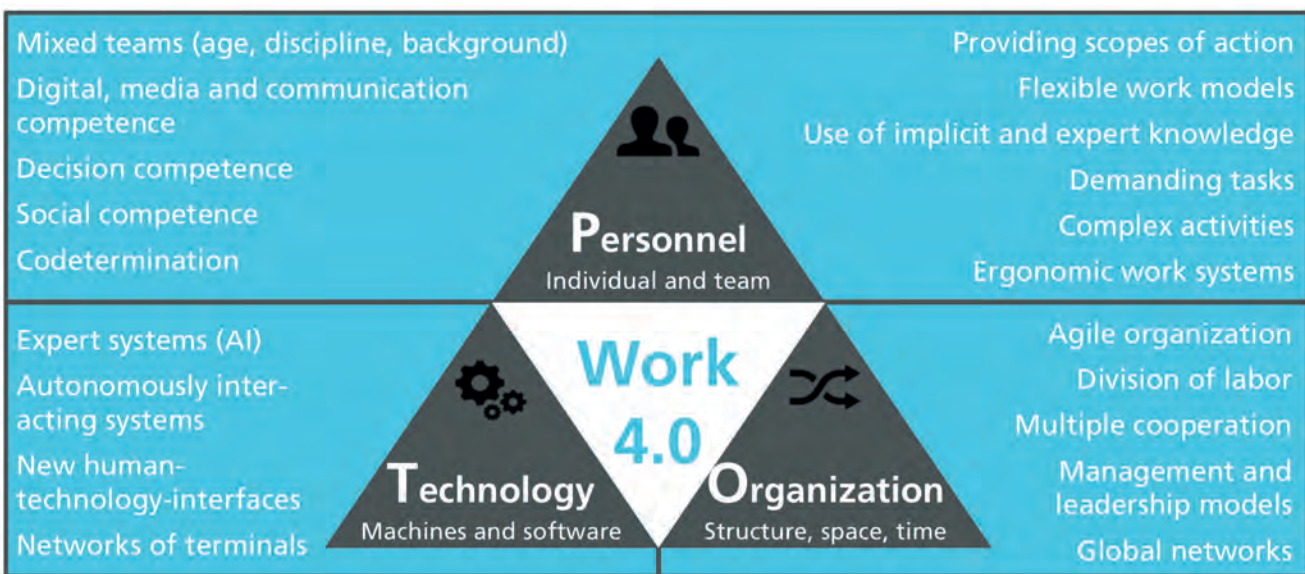 Mixed teams (age, discipline, background)
Digital, media and communication
competence
Decision competence
Social competence
Codetermination
Providing scopes of action
Flexible work models
Use of implicit and expert knowledge
Demanding tasks
Complex activities
Ergonomic work systems
Personnel
Individual and team
Expert systems (AI)
Autonomously inter-
acting systems
New human-
technology-interfaces
Networks of terminals
Work
4.0
Technology
Machines and software
Organization
Structure, space, time
Agile organization
Division of labor
Multiple cooperation
Management and
leadership models
Global networks